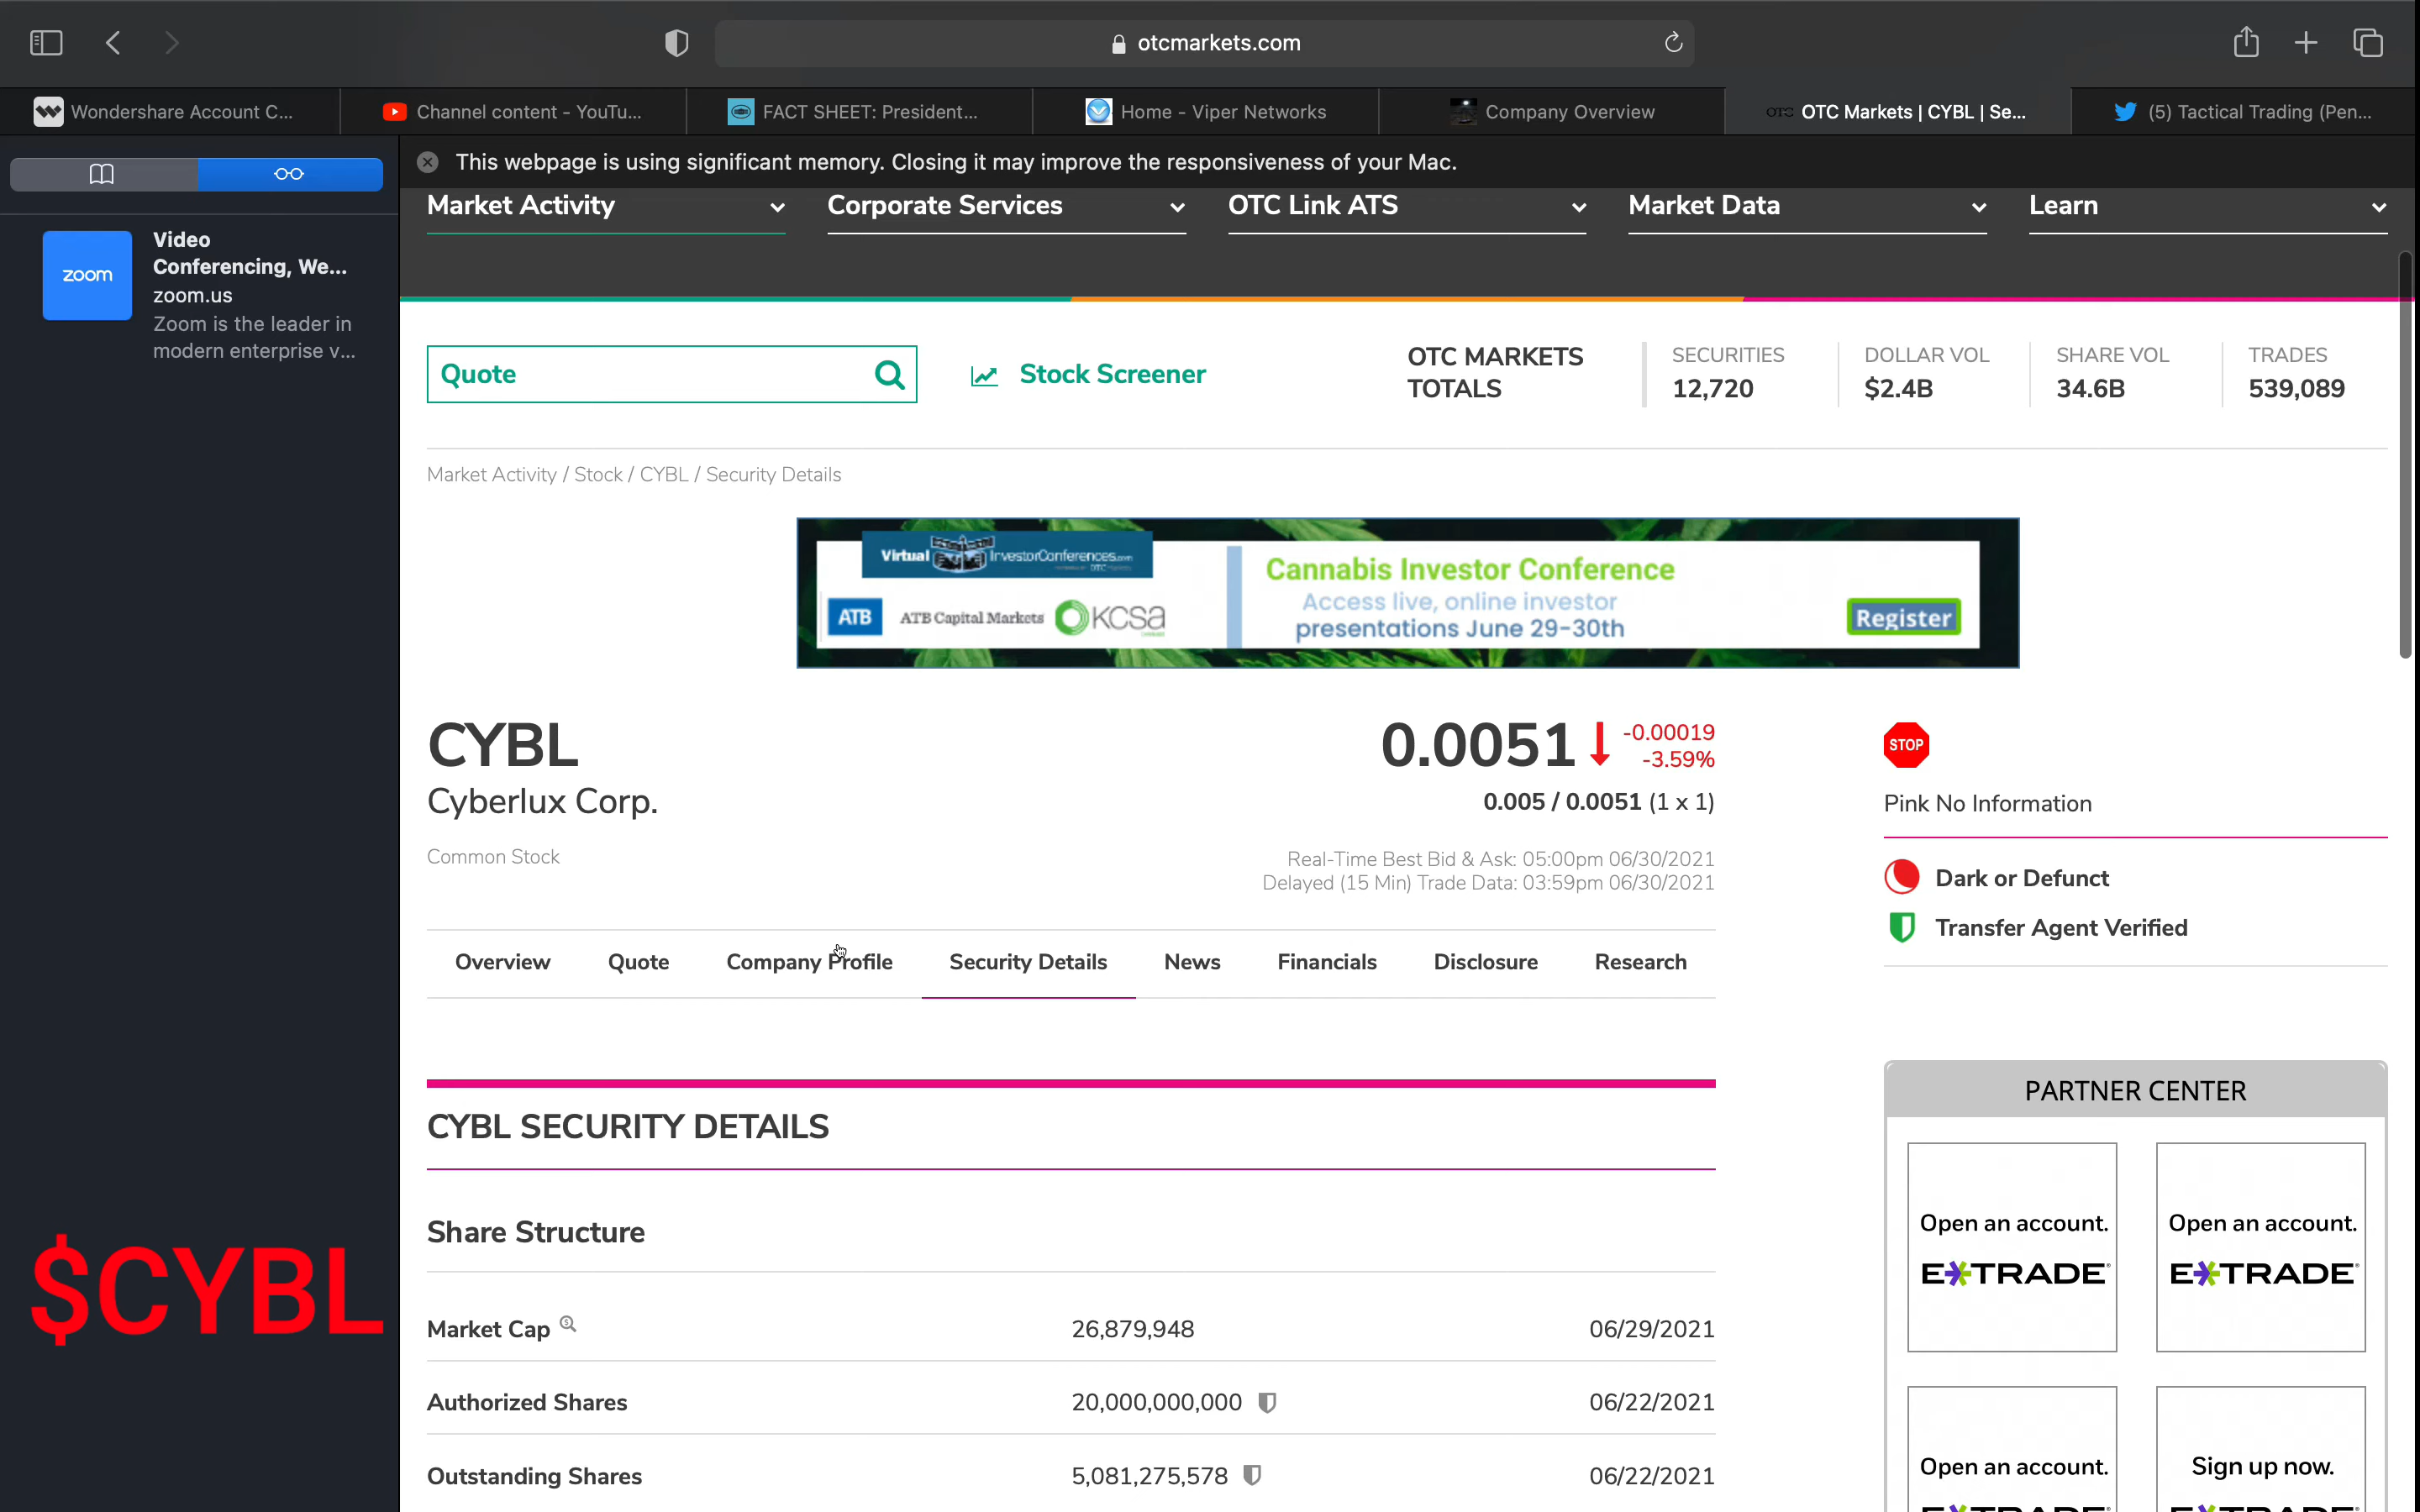 otcmarkets.com
Wondershare Account C...
Channel content - YouTu...
FACT SHEET: President...
Home - Viper Networks
Company Overview
OTC Markets | CYBL | Se...
(5) Tactical Trading (Pen...
This webpage is using significant memory. Closing it may improve the responsiveness of your Mac.
zoom
Video
Conferencing, We...
zoom.us
Zoom is the leader in
modern enterprise v...
Market Activity
Corporate Services
OTC Link ATS
Market Data
Learn
Quote
Stock Screener
OTC MARKETS
TOTALS
SECURITIES
12,720
DOLLAR VOL
$2.4B
SHARE VOL
34.6B
TRADES
539,089
Market Activity / Stock / CYBL / Security Details
Virtual InvestorConferences.com
ATB ATB Capital Markets KCSA
Cannabis Investor Conference
Access live, online investor
presentations June 29-30th
Register
CYBL
Cyberlux Corp.
Common Stock
0.0051
-0.00019
-3.59%
0.005 / 0.0051 (1 x 1)
Real-Time Best Bid & Ask: 05:00pm 06/30/2021
Delayed (15 Min) Trade Data: 03:59pm 06/30/2021
STOP
Pink No Information
Dark or Defunct
Transfer Agent Verified
Overview
Quote
Company Profile
Security Details
News
Financials
Disclosure
Research
CYBL SECURITY DETAILS
Share Structure
Market Cap 26,879,948 06/29/2021
Authorized Shares 20,000,000,000 06/22/2021
Outstanding Shares 5,081,275,578 06/22/2021
PARTNER CENTER
Open an account.
E*TRADE
Open an account.
E*TRADE
Open an account.
Sign up now.
$CYBL